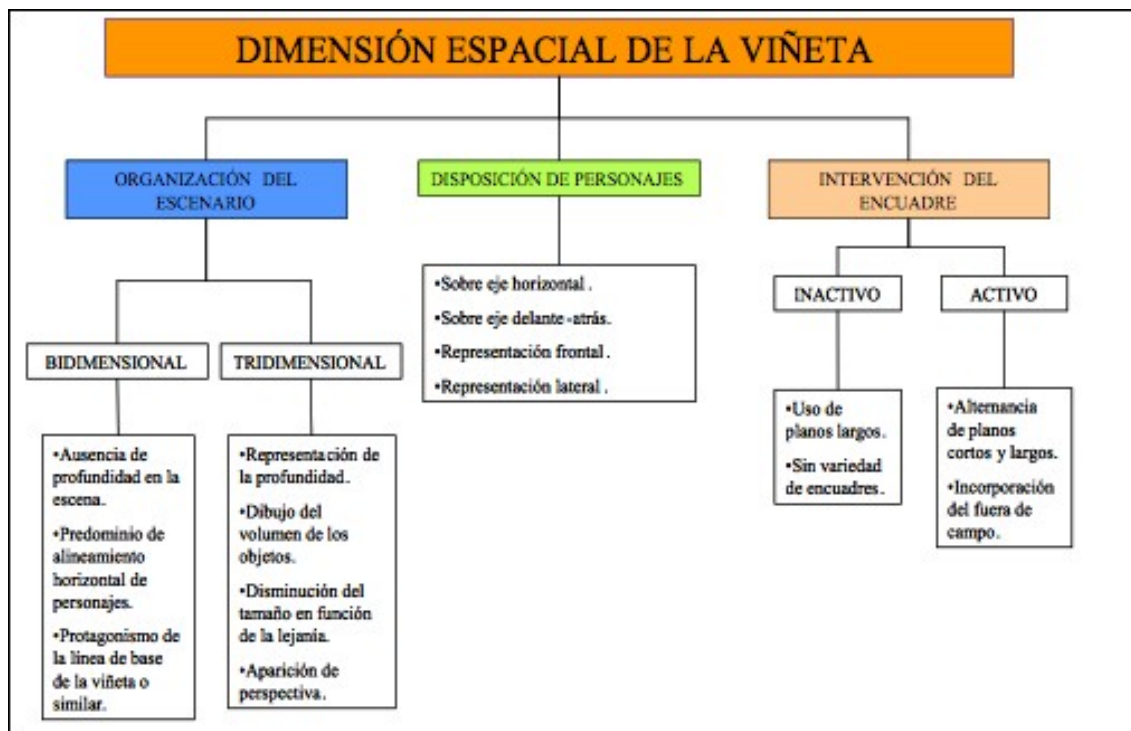 DIMENSIÓN ESPACIAL DE LA VIÑETA
ORGANIZACIÓN DEL
ESCENARIO
DISPOSICIÓN DE PERSONAJES
INTERVENCIÓN DEL
ENCUADRE
BIDIMENSIONAL
TRIDIMENSIONAL
•Ausencia de
profundidad en la
escena.
•Predominio de
alineamiento
horizontal de
personajes.
•Protagonismo de
la línea de base
de la viñeta o
similar.
•Representación de
la profundidad.
•Dibujo del
volumen de los
objetos.
•Disminución del
tamaño en función
de la lejanía.
•Aparición de
perspectiva.
•Sobre eje horizontal.
•Sobre eje delante-atrás.
•Representación frontal.
•Representación lateral.
INACTIVO
ACTIVO
•Uso de
planos largos.
•Sin variedad
de encuadres.
•Alternancia
de planos
cortos y largos.
•Incorporación
del fuera de
campo.